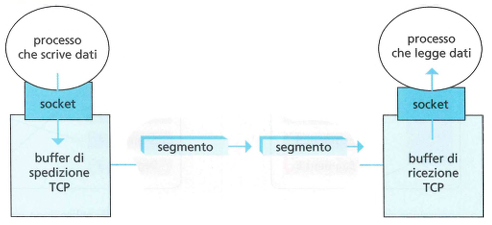 processo
che scrive dati
socket
buffer di
spedizione
TCP
segmento
segmento
processo
che legge dati
socket
buffer di
ricezione
TCP